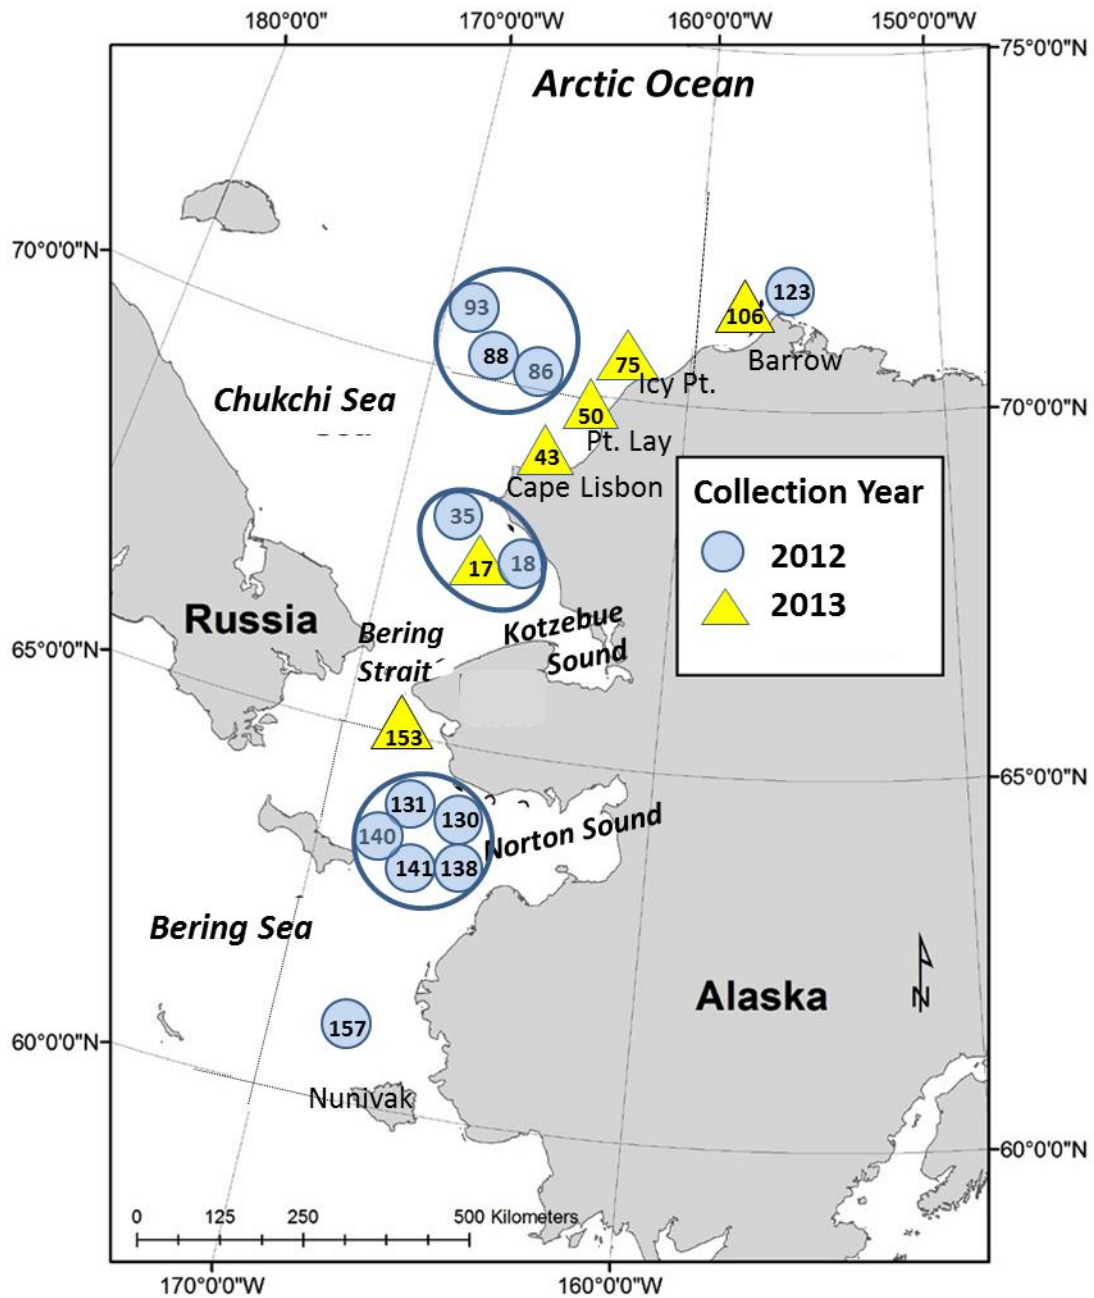 180°0'0" 170°0'0"W 160°0'0"W 150°0'0"W
75°0'0"N
Arctic Ocean
70°0'0"N
123
93
106
88
Barrow
86
75
Icy Pt.
Chukchi Sea
70°0'0"N
50
Pt. Lay
43
Cape Lisbon
Collection Year
35
2012
18
17
2013
Russia
Kotzebue
Sound
Bering
Strait
65°0'0"N
153
65°0'0"N
131
130
140
Norton Sound
141
138
Bering Sea
Alaska
N
157
60°0'0"N
Nunivak
60°0'0"N
0 125 250 500 Kilometers
170°0'0"W 160°0'0"W